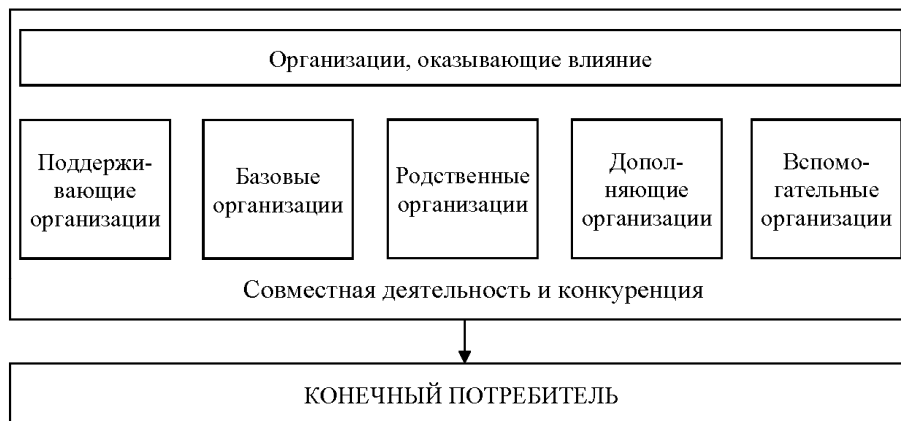 Организации, оказывающие влияние
Поддержи-
вающие
организации
Базовые
организации
Родственные
организации
Допол-
няющие
организации
Вспомо-
гательные
организации
Совместная деятельность и конкуренция
КОНЕЧНЫЙ ПОТРЕБИТЕЛЬ